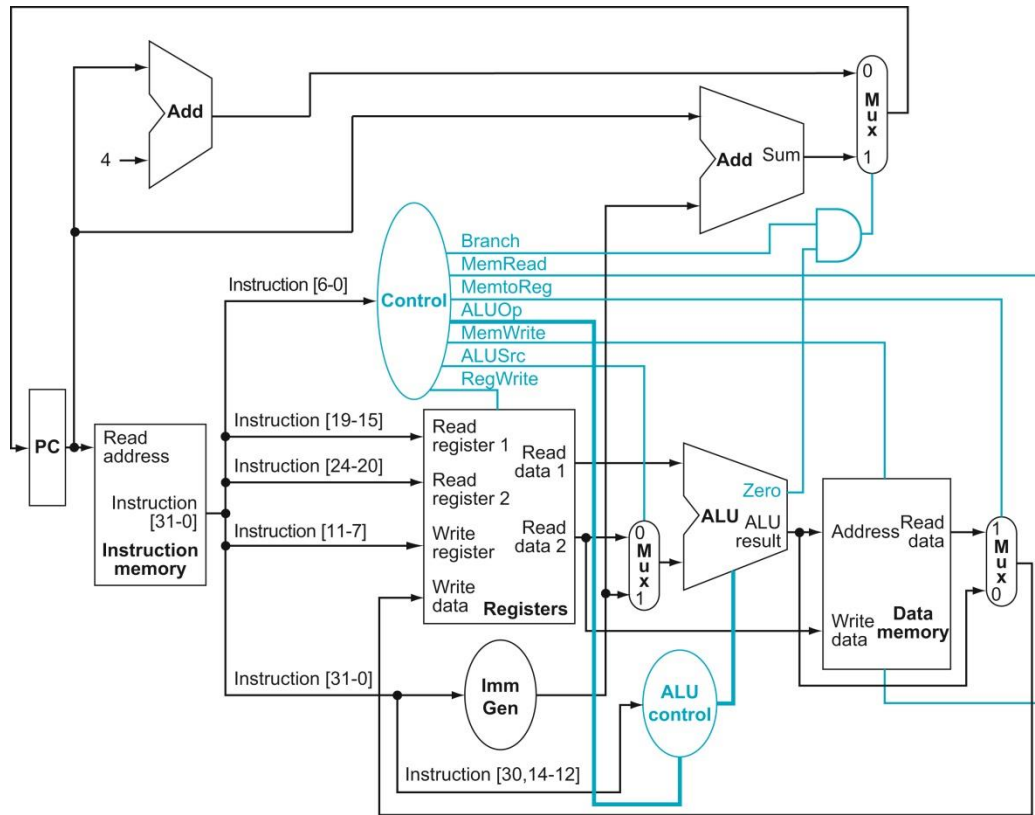 0
Mux
1
Add
4
Add
Sum
Branch
MemRead
MemtoReg
ALUOp
MemWrite
ALUSrc
RegWrite
Control
Instruction [6-0]
PC
Read
address
Instruction
[31-0]
Instruction
memory
Instruction [19-15]
Instruction [24-20]
Instruction [11-7]
Instruction [31-0]
Instruction [30,14-12]
Read
register 1
Read
register 2
Write
register
Write
data
Read
data 1
Read
data 2
Registers
Imm
Gen
0
Mux
1
Zero
ALU
ALU
result
ALU
control
Address
Read
data
Write
data
Data
memory
1
Mux
0